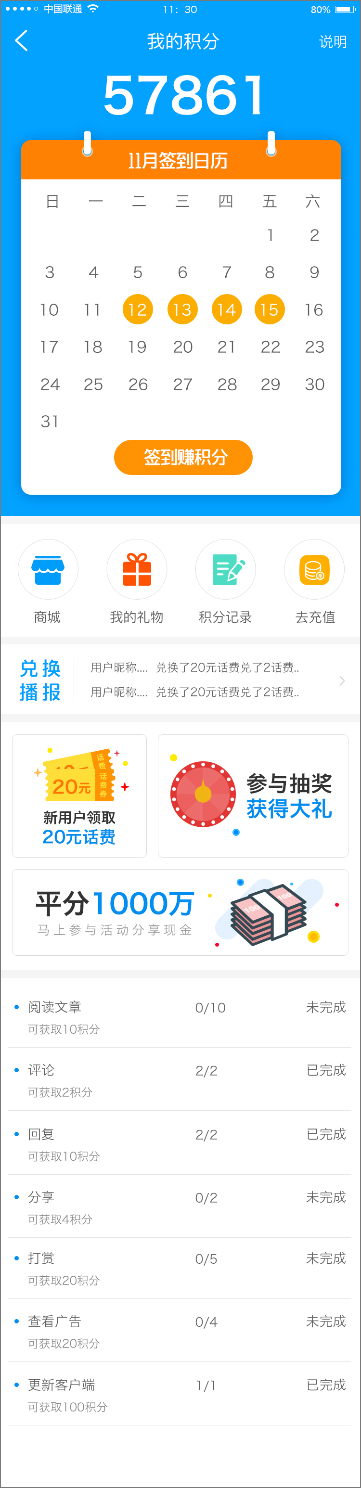 中国联通 11:30 80%
我的积分 说明
57861
11月签到日历
日 一 二 三 四 五 六
1 2
3 4 5 6 7 8 9
10 11 12 13 14 15 16
17 18 19 20 21 22 23
24 25 26 27 28 29 30
31
签到赚积分
商城 我的礼物 积分记录 去充值
兑换
播报
用户昵称.... 兑换了20元话费兑了2话费..
用户昵称.... 兑换了20元话费兑了2话费..
20元
话费券
新用户领取
20元话费
参与抽奖
获得大礼
平分1000万
马上参与活动分享现金
阅读文章 0/10 未完成
可获取10积分
评论 2/2 已完成
可获取2积分
回复 2/2 已完成
可获取10积分
分享 0/2 未完成
可获取4积分
打赏 0/5 未完成
可获取20积分
查看广告 0/4 未完成
可获取20积分
更新客户端 1/1 已完成
可获取100积分